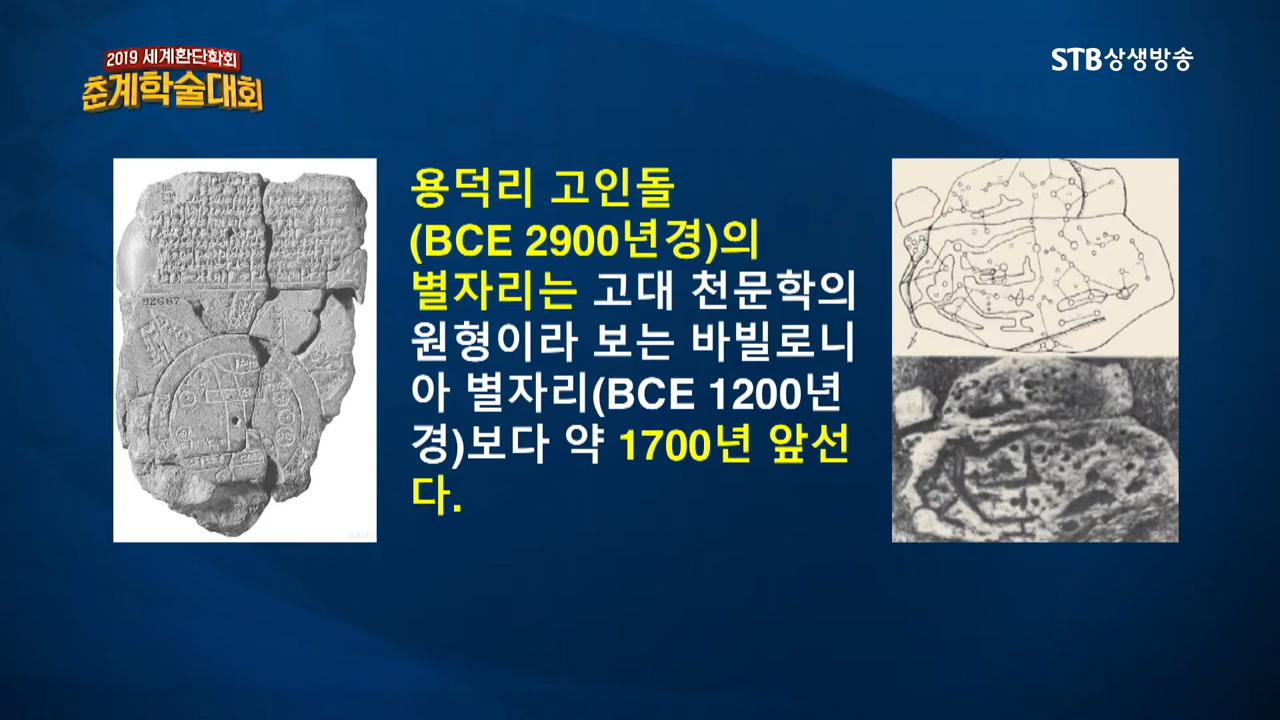 2019 세계환단학회
춘계학술대회
STB상생방송
용덕리 고인돌
(BCE 2900년경)의
별자리는 고대 천문학의
원형이라 보는 바빌로니
아 별자리(BCE 1200년
경)보다 약 1700년 앞선
다.
92687